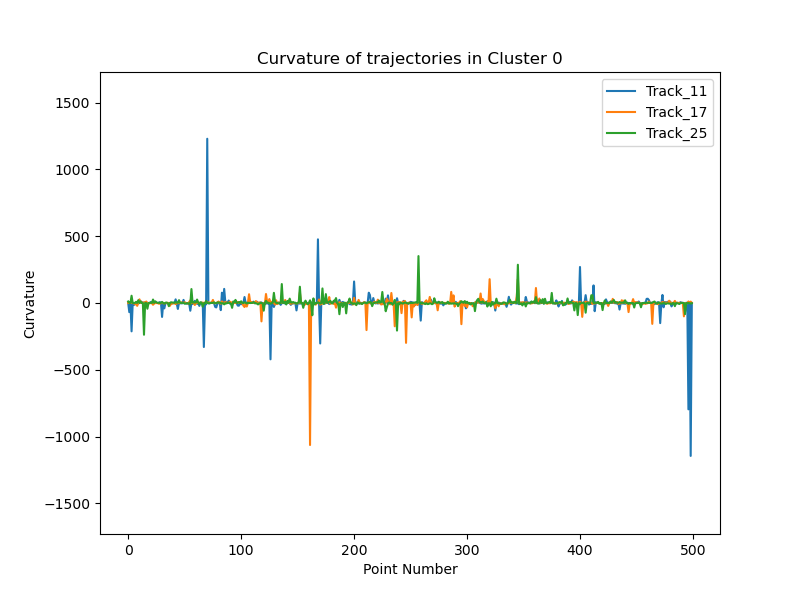 Curvature of trajectories in Cluster 0
Track_11
Track_17
Track_25
1500
1000
500
0
−500
−1000
−1500
Curvature
0 100 200 300 400 500
Point Number